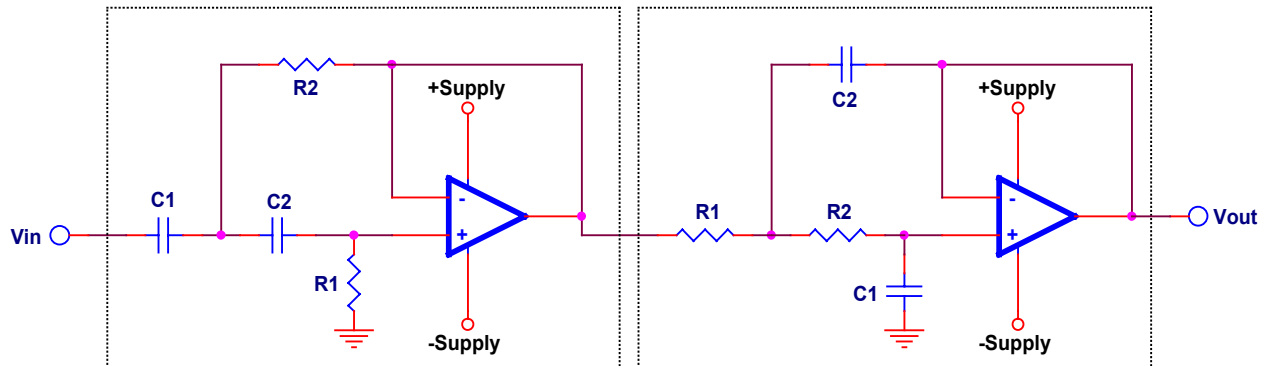 R2
+Supply
C1
C2
-
+
Vin
R1
-Supply
C2
+Supply
R1
R2
-
+
Vout
C1
-Supply